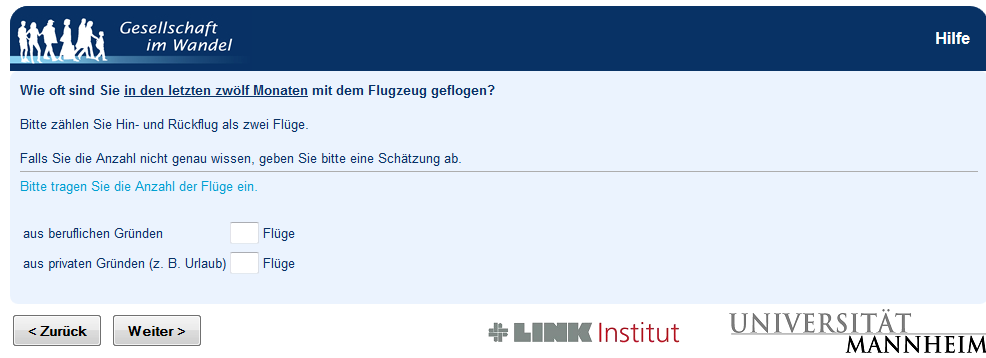 Gesellschaft
im Wandel
Hilfe
Wie oft sind Sie in den letzten zwölf Monaten mit dem Flugzeug geflogen?
Bitte zählen Sie Hin- und Rückflug als zwei Flüge.
Falls Sie die Anzahl nicht genau wissen, geben Sie bitte eine Schätzung ab.
Bitte tragen Sie die Anzahl der Flüge ein.
aus beruflichen Gründen Flüge
aus privaten Gründen (z. B. Urlaub) Flüge
< Zurück Weiter >
LINK Institut
UNIVERSITÄT
MANNHEIM